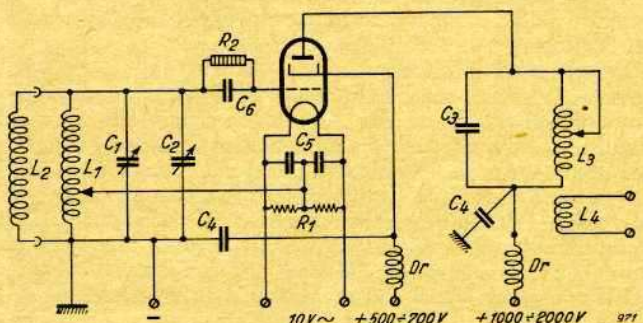 R2
C6
C3
C1
C2
C5
L2
L1
L3
C4
R1
C4
L4
Dr
Dr
— 10V~ +500÷700V +1000÷2000V 971